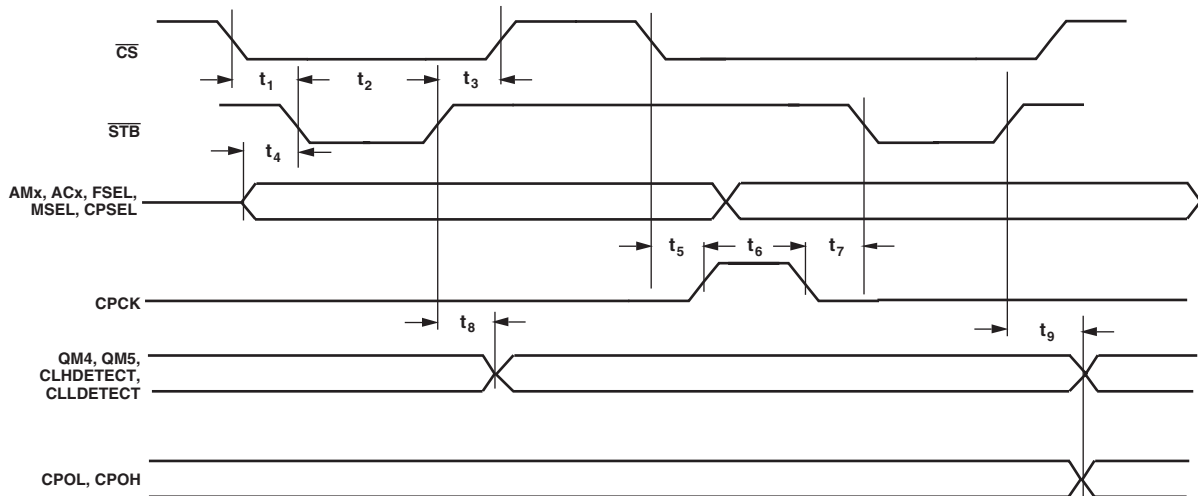 CS
t1
t2
t3
STB
t4
AMx, ACx, FSEL,
MSEL, CPSEL
t5
t6
t7
CPCK
t8
t9
QM4, QM5,
CLHDETECT,
CLLDETECT
CPOL, CPOH